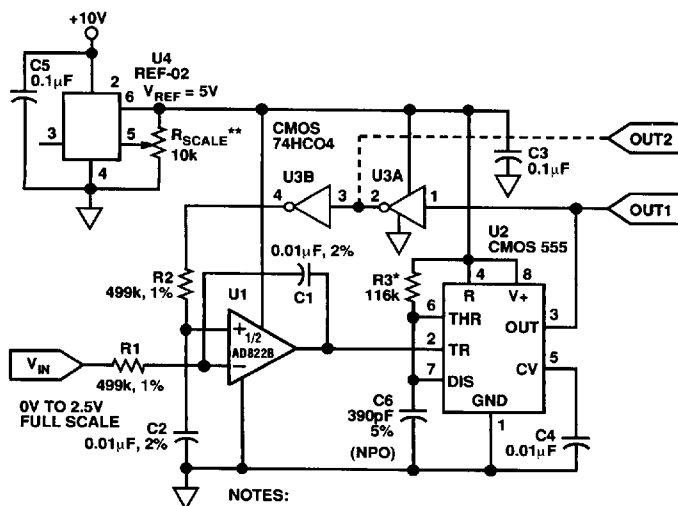 +10V
C5
0.1µF
U4
REF-02
2
6
VREF = 5V
3
5
RSCALE**
10k
4
CMOS
74HCO4
U3B
U3A
4
3
2
1
C3
0.1µF
OUT2
OUT1
U2
CMOS 555
0.01µF, 2%
C1
R2
499k, 1%
U1
R3*
116k
4
8
R
V+
6
THR
OUT
3
2
TR
5
7
DIS
CV
GND
1
+
1/2
AD822B
–
VIN
R1
499k, 1%
0V TO 2.5V
FULL SCALE
C2
0.01µF, 2%
C6
390pF
5%
(NPO)
C4
0.01µF
NOTES: